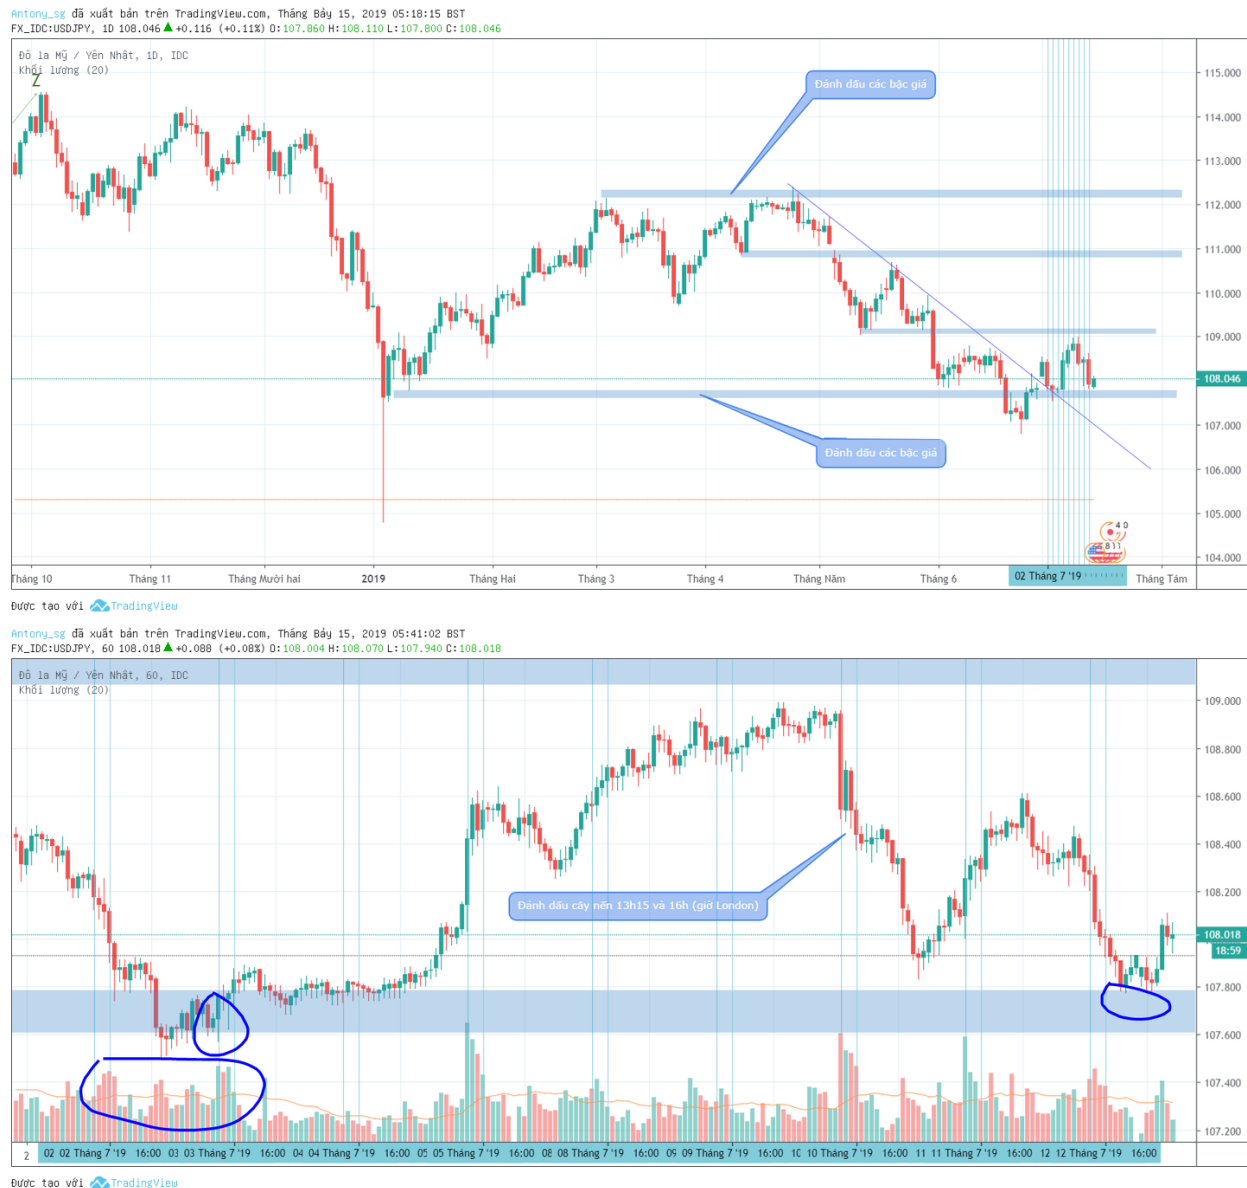 Antony_sg đã xuất bản trên TradingView.com, Tháng Bảy 15, 2019 05:18:15 BST
FX_IDC:USDJPY, 1D 108.046 ▲ +0.116 (+0.11%) O:107.860 H:108.110 L:107.800 C:108.046
Đô la Mỹ / Yên Nhật, 1D, IDC
Khối lượng (20)
Z
Đánh dấu các bậc giá
Đánh dấu các bậc giá
115.000
114.000
113.000
112.000
111.000
110.000
109.000
108.046
107.000
106.000
105.000
104.000
Tháng 10 Tháng 11 Tháng Mười hai 2019 Tháng Hai Tháng 3 Tháng 4 Tháng Năm Tháng 6 02 Tháng 7 '19 Tháng Tám
Được tạo với TradingView
Antony_sg đã xuất bản trên TradingView.com, Tháng Bảy 15, 2019 05:41:02 BST
FX_IDC:USDJPY, 60 108.018 ▲ +0.088 (+0.08%) O:108.004 H:108.070 L:107.940 C:108.018
Đô la Mỹ / Yên Nhật, 60, IDC
Khối lượng (20)
Đánh dấu cây nến 13h15 và 16h (giờ London)
109.000
108.800
108.600
108.400
108.200
108.018
18:59
107.800
107.600
107.400
107.200
2 02 02 Tháng 7 '19 16:00 03 03 Tháng 7 '19 16:00 04 04 Tháng 7 '19 16:00 05 05 Tháng 7 '19 16:00 08 08 Tháng 7 '19 16:00 09 09 Tháng 7 '19 16:00 10 10 Tháng 7 '19 16:00 11 11 Tháng 7 '19 16:00 12 12 Tháng 7 '19 16:00
Được tạo với TradingView